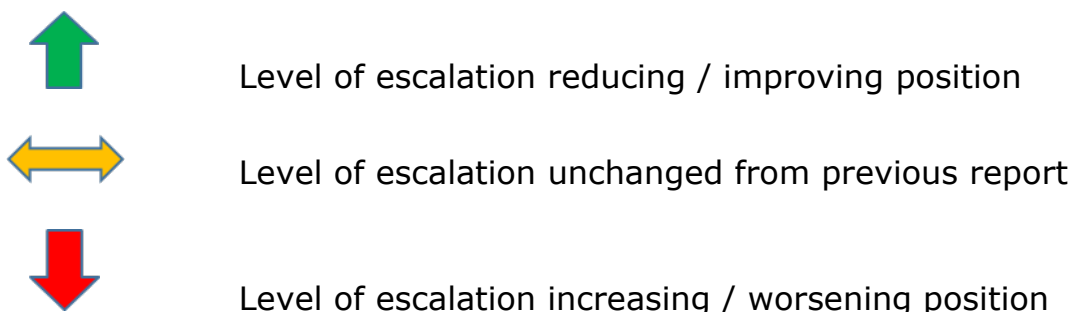 Level of escalation reducing / improving position
Level of escalation unchanged from previous report
Level of escalation increasing / worsening position